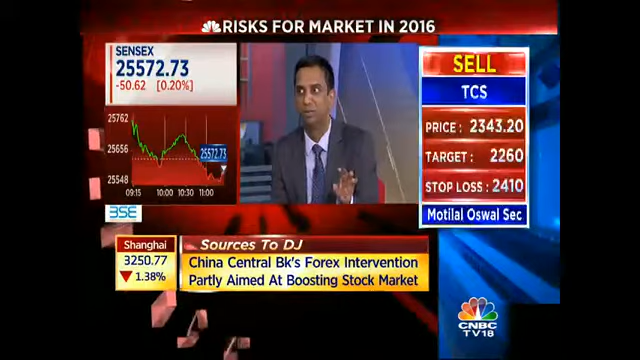 RISKS FOR MARKET IN 2016
SENSEX
25572.73
-50.62 [0.20%]
25762
25656
25548
25572.73
09:15 10:00 10:30 11:00
BSE
SELL
TCS
PRICE : 2343.20
TARGET : 2260
STOP LOSS : 2410
Motilal Oswal Sec
Shanghai
3250.77
▼ 1.38%
Sources To DJ
China Central Bk's Forex Intervention
Partly Aimed At Boosting Stock Market
CNBC
TV18